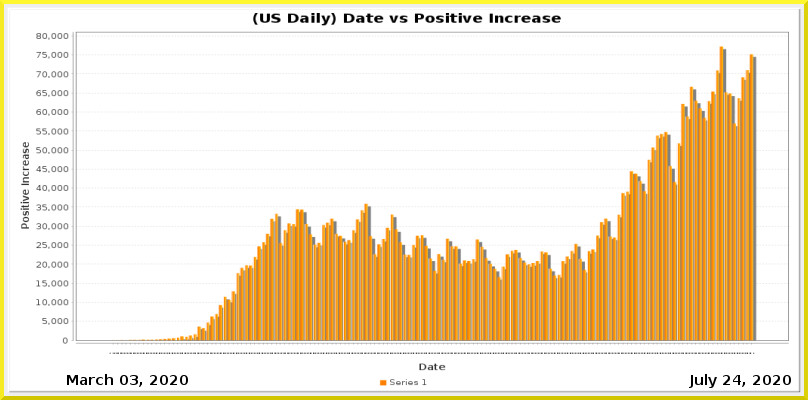 (US Daily) Date vs Positive Increase
80,000
75,000
70,000
65,000
60,000
55,000
50,000
45,000
40,000
35,000
30,000
25,000
20,000
15,000
10,000
5,000
0
Positive Increase
Date
March 03, 2020
Series 1
July 24, 2020